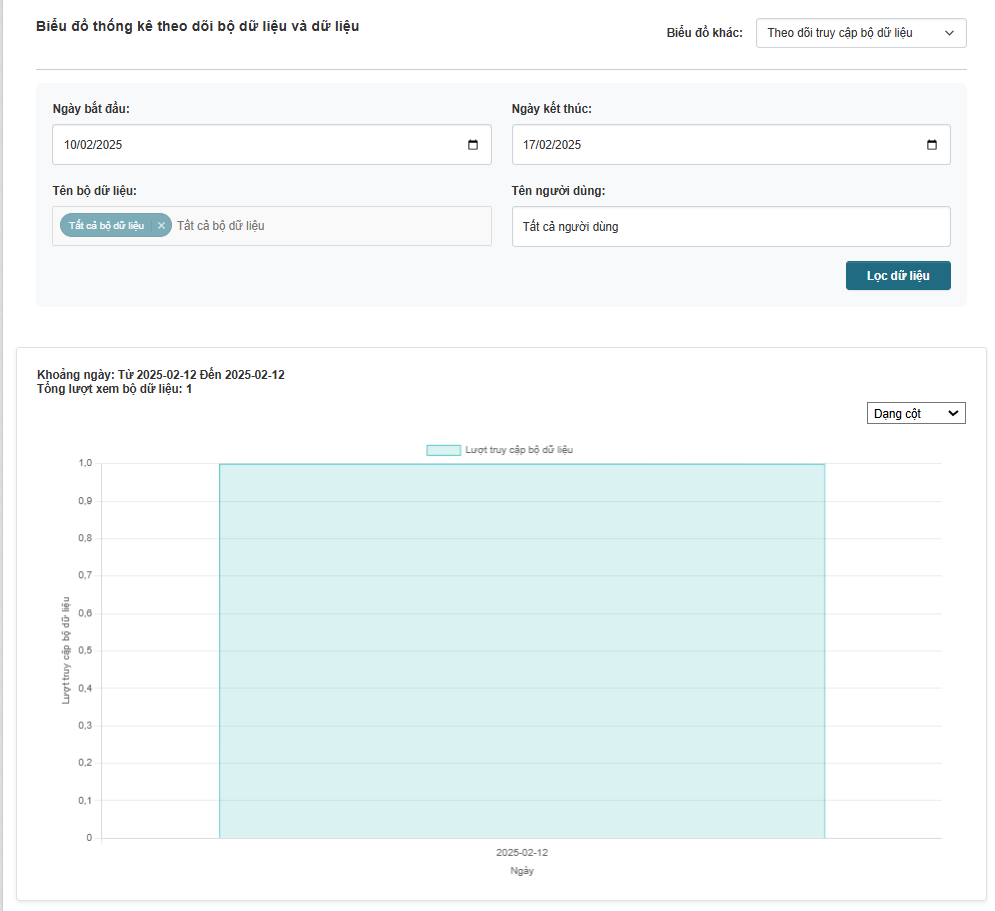 Biểu đồ thống kê theo dõi bộ dữ liệu và dữ liệu
Biểu đồ khác:
Theo dõi truy cập bộ dữ liệu
Ngày bắt đầu:
Ngày kết thúc:
10/02/2025
17/02/2025
Tên bộ dữ liệu:
Tên người dùng:
Tất cả bộ dữ liệu × Tất cả bộ dữ liệu
Tất cả người dùng
Lọc dữ liệu
Khoảng ngày: Từ 2025-02-12 Đến 2025-02-12
Tổng lượt xem bộ dữ liệu: 1
Dạng cột
Lượt truy cập bộ dữ liệu
1,0
0,9
0,8
0,7
0,6
0,5
0,4
0,3
0,2
0,1
0
Lượt truy cập bộ dữ liệu
2025-02-12
Ngày